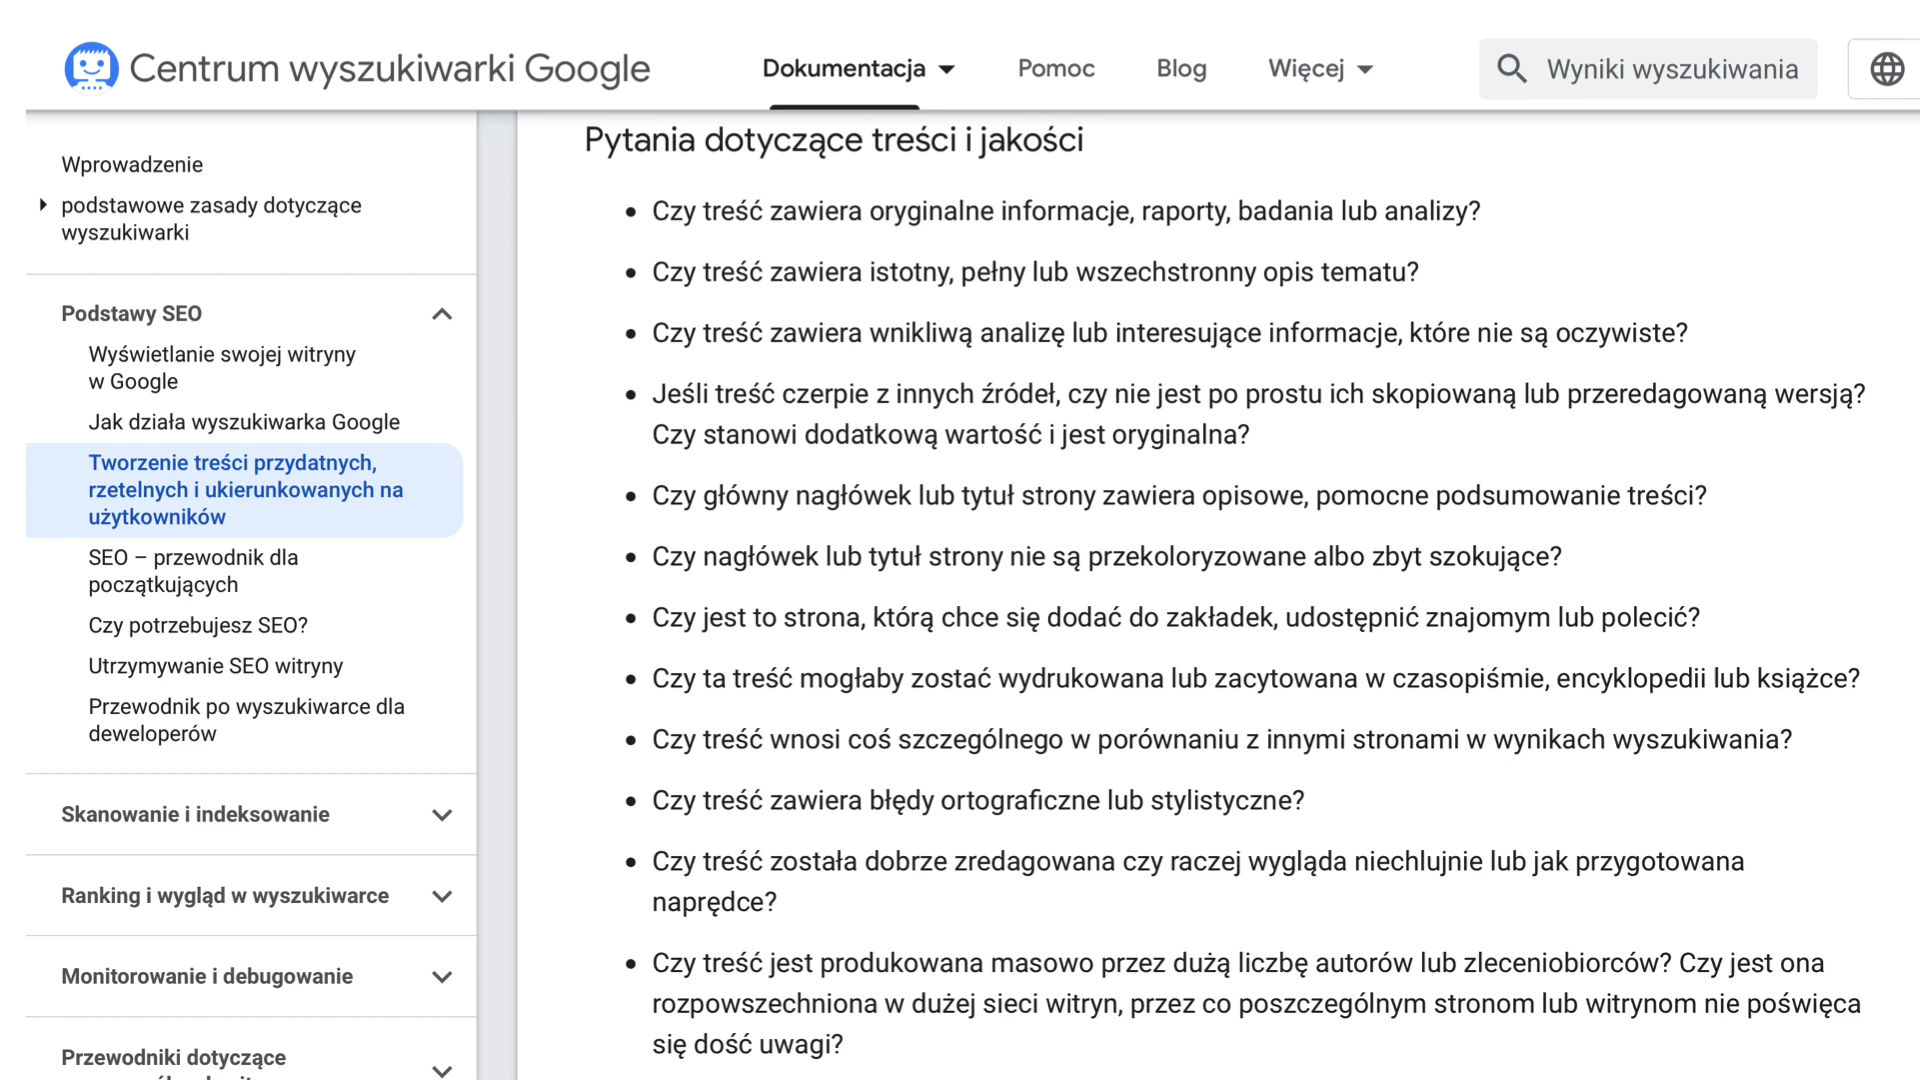 Centrum wyszukiwarki Google
Dokumentacja
Pomoc
Blog
Więcej
Wyniki wyszukiwania
Wprowadzenie
podstawowe zasady dotyczące
wyszukiwarki
Podstawy SEO
Wyświetlanie swojej witryny
w Google
Jak działa wyszukiwarka Google
Tworzenie treści przydatnych,
rzetelnych i ukierunkowanych na
użytkowników
SEO – przewodnik dla
początkujących
Czy potrzebujesz SEO?
Utrzymywanie SEO witryny
Przewodnik po wyszukiwarce dla
deweloperów
Skanowanie i indeksowanie
Ranking i wygląd w wyszukiwarce
Monitorowanie i debugowanie
Przewodniki dotyczące
Pytania dotyczące treści i jakości
• Czy treść zawiera oryginalne informacje, raporty, badania lub analizy?
• Czy treść zawiera istotny, pełny lub wszechstronny opis tematu?
• Czy treść zawiera wnikliwą analizę lub interesujące informacje, które nie są oczywiste?
• Jeśli treść czerpie z innych źródeł, czy nie jest po prostu ich skopiowaną lub przeredagowaną wersją?
Czy stanowi dodatkową wartość i jest oryginalna?
• Czy główny nagłówek lub tytuł strony zawiera opisowe, pomocne podsumowanie treści?
• Czy nagłówek lub tytuł strony nie są przekoloryzowane albo zbyt szokujące?
• Czy jest to strona, którą chce się dodać do zakładek, udostępnić znajomym lub polecić?
• Czy ta treść mogłaby zostać wydrukowana lub zacytowana w czasopiśmie, encyklopedii lub książce?
• Czy treść wnosi coś szczególnego w porównaniu z innymi stronami w wynikach wyszukiwania?
• Czy treść zawiera błędy ortograficzne lub stylistyczne?
• Czy treść została dobrze zredagowana czy raczej wygląda niechlujnie lub jak przygotowana
naprędce?
• Czy treść jest produkowana masowo przez dużą liczbę autorów lub zleceniobiorców? Czy jest ona
rozpowszechniona w dużej sieci witryn, przez co poszczególnym stronom lub witrynom nie poświęca
się dość uwagi?